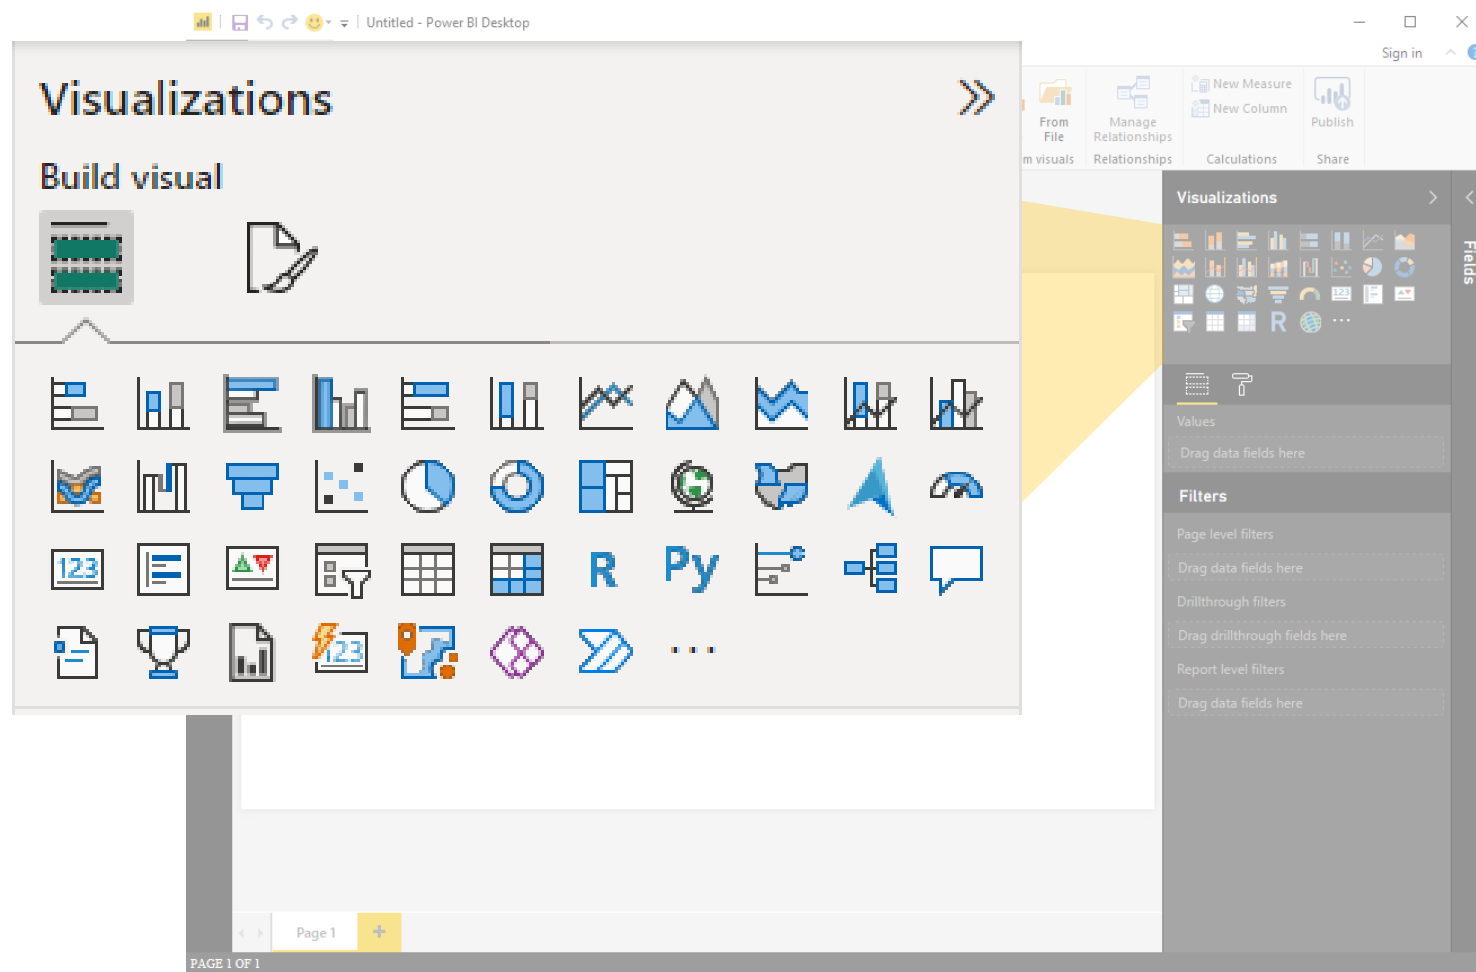 Untitled - Power BI Desktop
Sign in
Visualizations
Build visual
123
R
Py
123
From
File
m visuals
Manage
Relationships
Relationships
New Measure
New Column
Calculations
Publish
Share
Visualizations
Fields
123
R
Values
Drag data fields here
Filters
Page level filters
Drag data fields here
Drillthrough filters
Drag drillthrough fields here
Report level filters
Drag data fields here
Page 1
PAGE 1 OF 1